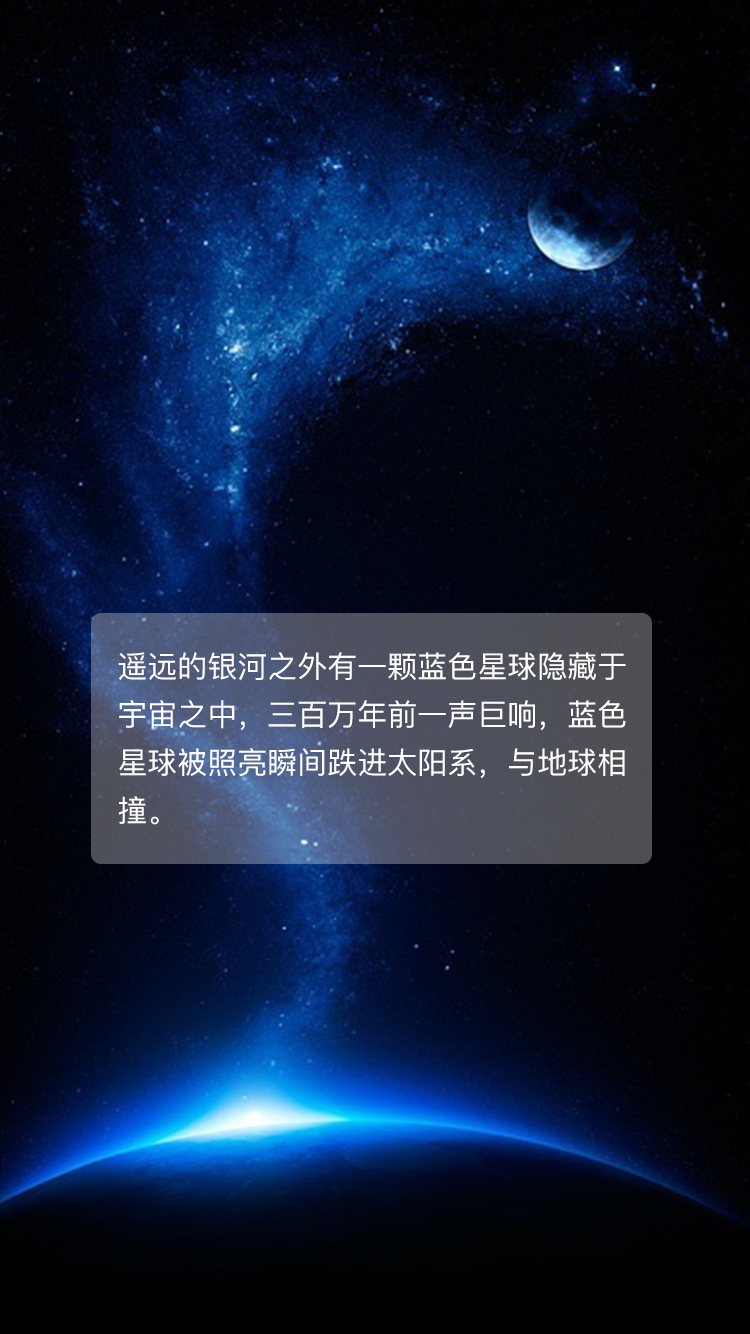 遥远的银河之外有一颗蓝色星球隐藏于
宇宙之中，三百万年前一声巨响，蓝色
星球被照亮瞬间跌进太阳系，与地球相
撞。